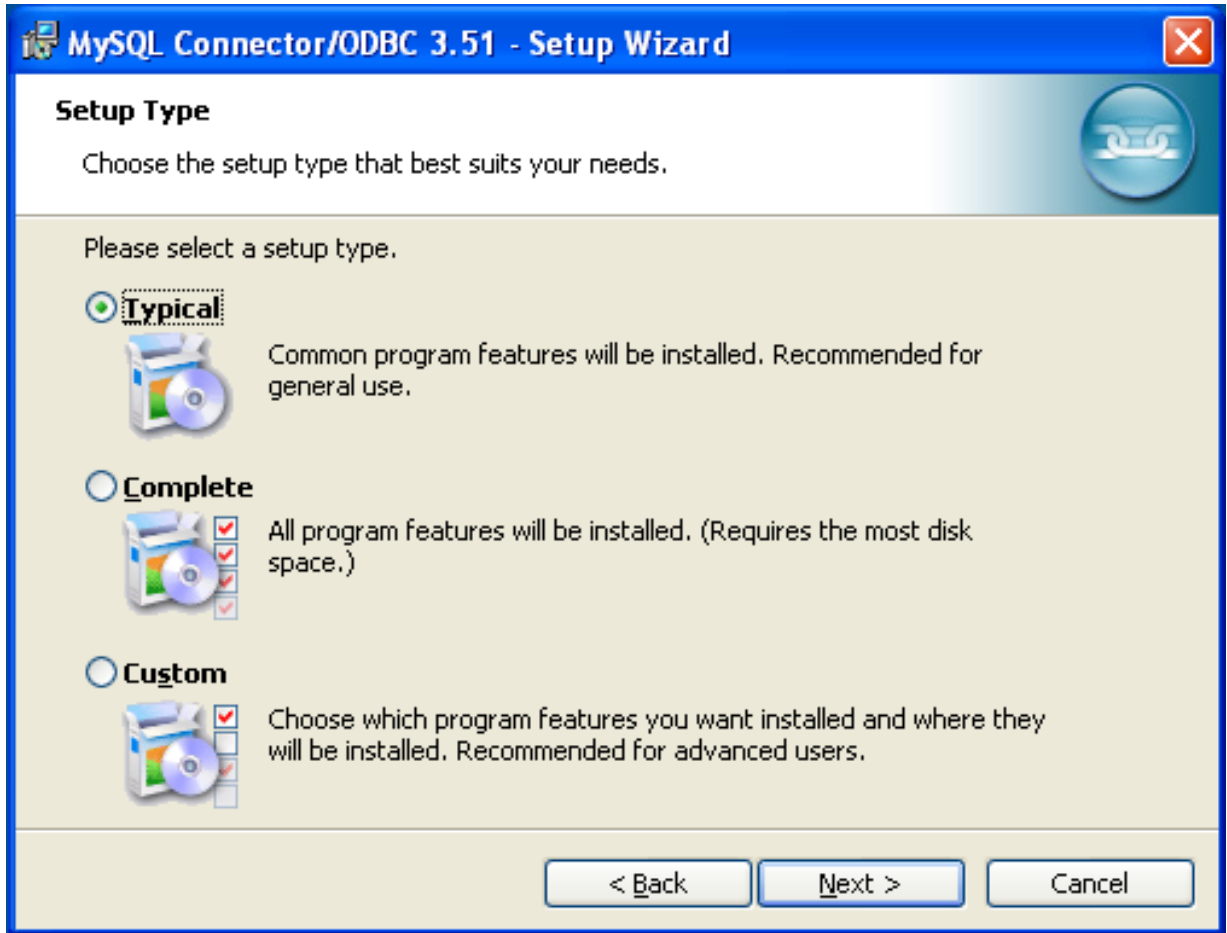 MySQL Connector/ODBC 3.51 - Setup Wizard
Setup Type
Choose the setup type that best suits your needs.
Please select a setup type.
Typical
Common program features will be installed. Recommended for
general use.
Complete
All program features will be installed. (Requires the most disk
space.)
Custom
Choose which program features you want installed and where they
will be installed. Recommended for advanced users.
< Back
Next >
Cancel